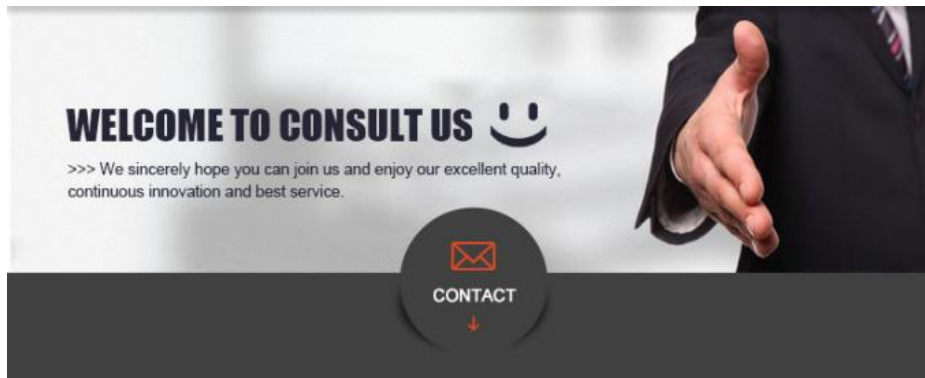 WELCOME TO CONSULT US
>>> We sincerely hope you can join us and enjoy our excellent quality,
continuous innovation and best service.
CONTACT